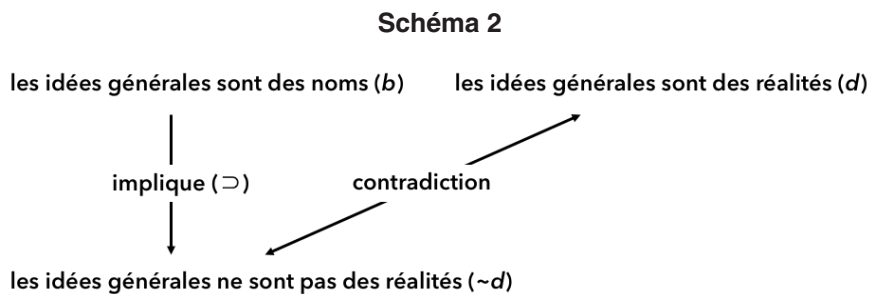 Schéma 2
les idées générales sont des noms (b) les idées générales sont des réalités (d)
implique (⊃) contradiction
les idées générales ne sont pas des réalités (~d)